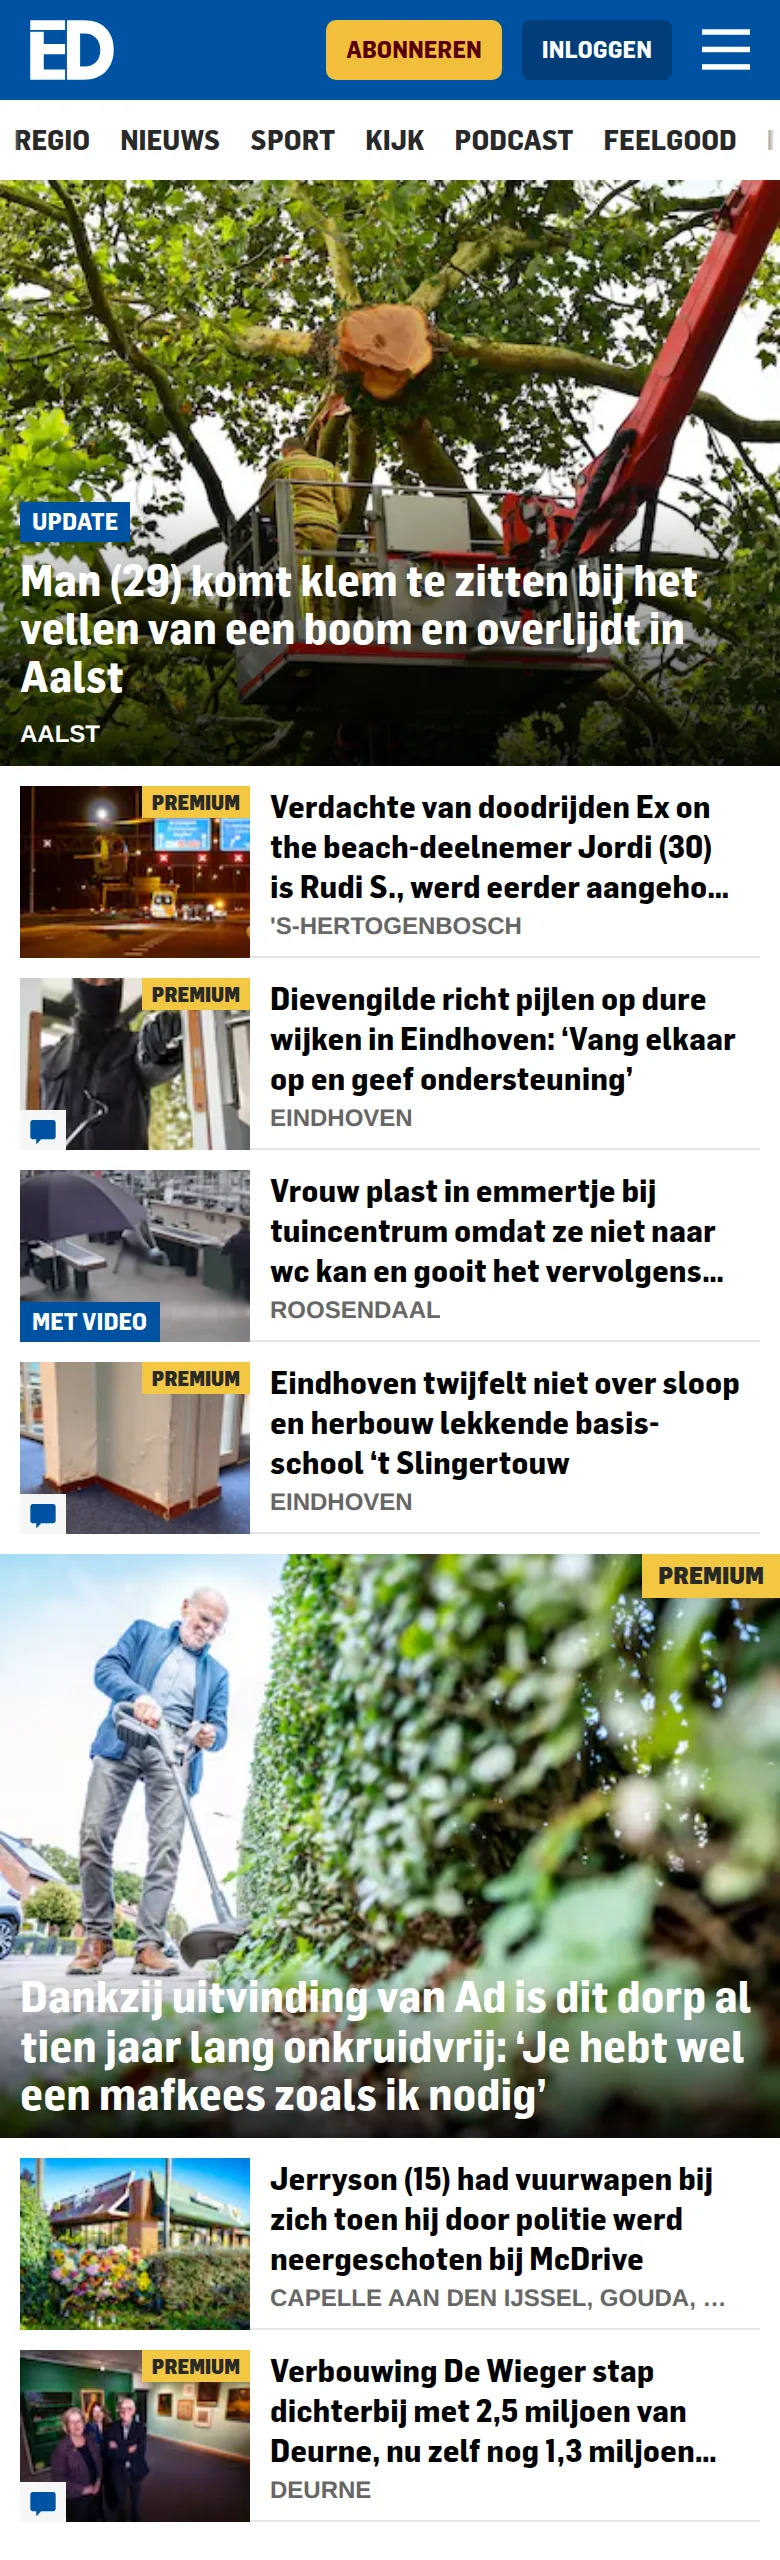 ED
ABONNEREN
INLOGGEN
REGIO NIEUWS SPORT KIJK PODCAST FEELGOOD
UPDATE
Man (29) komt klem te zitten bij het
vellen van een boom en overlijdt in
Aalst
AALST
PREMIUM
Verdachte van doodrijden Ex on
the beach-deelnemer Jordi (30)
is Rudi S., werd eerder aangeho...
'S-HERTOGENBOSCH
PREMIUM
Dievengilde richt pijlen op dure
wijken in Eindhoven: ‘Vang elkaar
op en geef ondersteuning’
EINDHOVEN
MET VIDEO
Vrouw plast in emmertje bij
tuincentrum omdat ze niet naar
wc kan en gooit het vervolgens...
ROOSENDAAL
PREMIUM
Eindhoven twijfelt niet over sloop
en herbouw lekkende basis-
school ‘t Slingertouw
EINDHOVEN
PREMIUM
Dankzij uitvinding van Ad is dit dorp al
tien jaar lang onkruidvrij: ‘Je hebt wel
een mafkees zoals ik nodig’
Jerryson (15) had vuurwapen bij
zich toen hij door politie werd
neergeschoten bij McDrive
CAPELLE AAN DEN IJSSEL, GOUDA, ...
PREMIUM
Verbouwing De Wieger stap
dichterbij met 2,5 miljoen van
Deurne, nu zelf nog 1,3 miljoen...
DEURNE